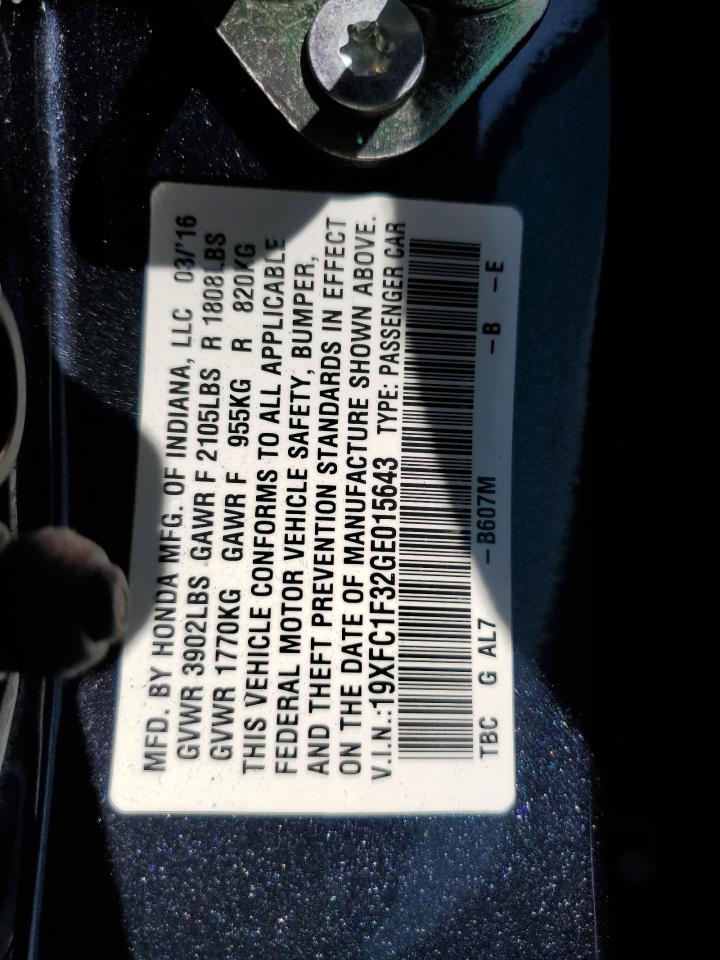 MFD. BY HONDA MFG. OF INDIANA, LLC 03/'16
GVWR 3902LBS GAWR F 2105LBS R 1808LBS
GVWR 1770KG GAWR F 955KG R 820KG
THIS VEHICLE CONFORMS TO ALL APPLICABLE
FEDERAL MOTOR VEHICLE SAFETY, BUMPER,
AND THEFT PREVENTION STANDARDS IN EFFECT
ON THE DATE OF MANUFACTURE SHOWN ABOVE.
V.I.N.:19XFC1F32GE015643 TYPE: PASSENGER CAR
TBC G AL7 –B607M –B –E